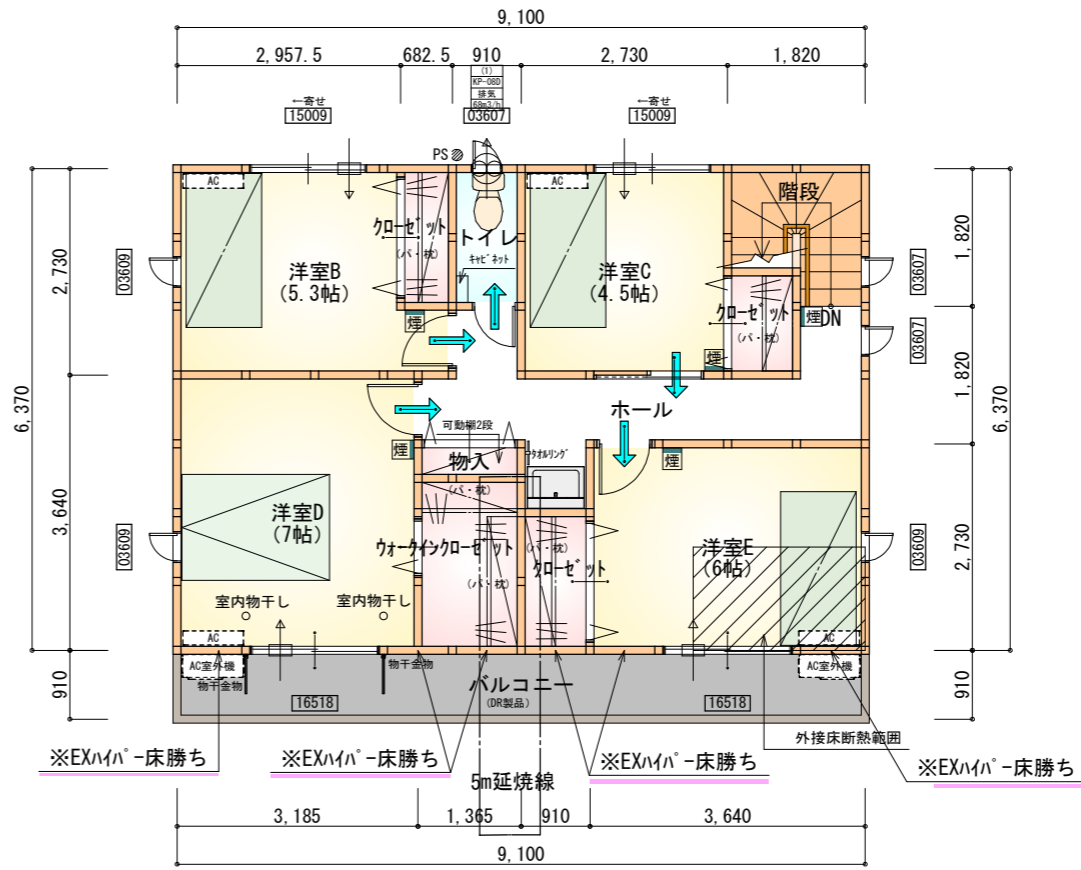 9,100
2,957.5
682.5
910
2,730
1,820
(1)
KP-08D
排気
68m3/h
←寄せ
15009
03607
←寄せ
15009
PS
AC
AC
階段
クローゼット
(パ・枕)
トイレ
キャビネット
洋室B
(5.3帖)
洋室C
(4.5帖)
クローゼット
(パ・枕)
煙
煙
煙
DN
03609
03607
03607
2,730
1,820
1,820
6,370
6,370
ホール
可動棚2段
煙
物入
(パ・枕)
タオルリング
煙
洋室D
(7帖)
ウォークインクローゼット
(パ・枕)
(パ・枕)
クローゼット
洋室E
(6帖)
03609
03609
3,640
2,730
室内物干し
室内物干し
AC
AC
AC室外機
物干金物
物干金物
バルコニー
(DR製品)
AC室外機
16518
16518
910
910
外接床断熱範囲
※EXハイパー床勝ち
※EXハイパー床勝ち
※EXハイパー床勝ち
※EXハイパー床勝ち
5m延焼線
3,185
1,365
910
3,640
9,100